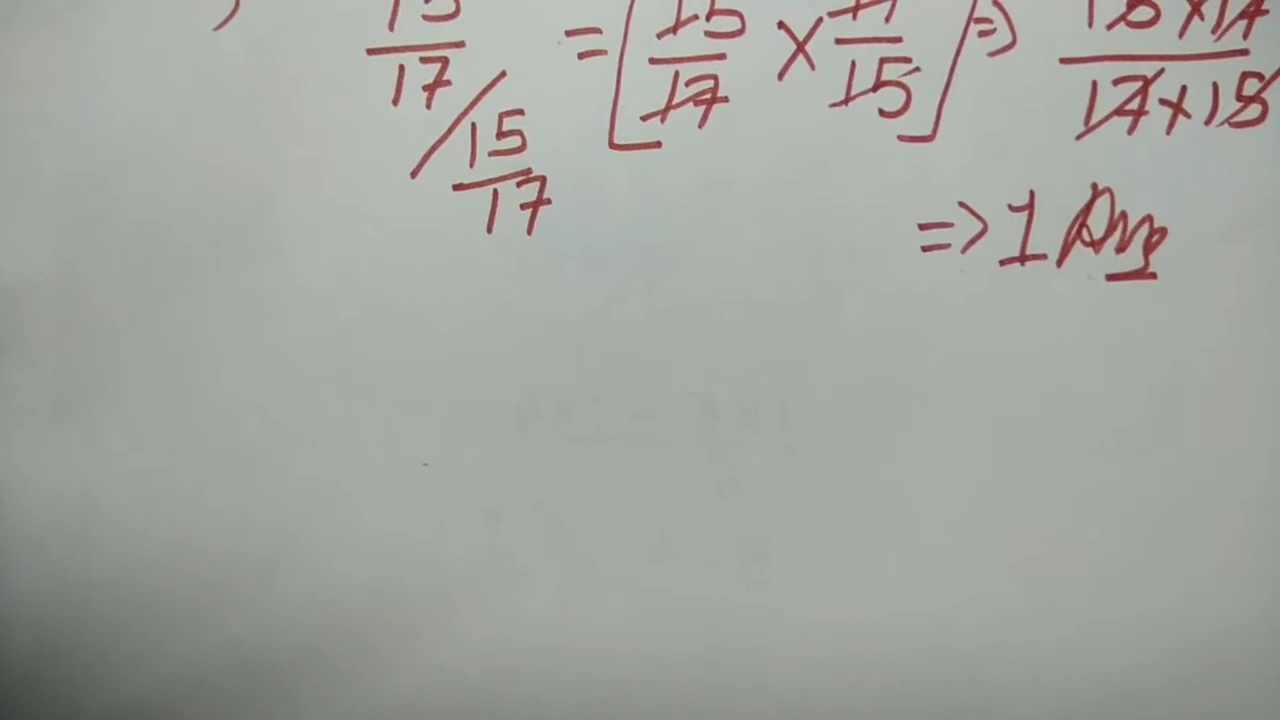 15/17 / 15/17 = [15/17 × 17/15] => 15×17/17×15
=> 1 Ans